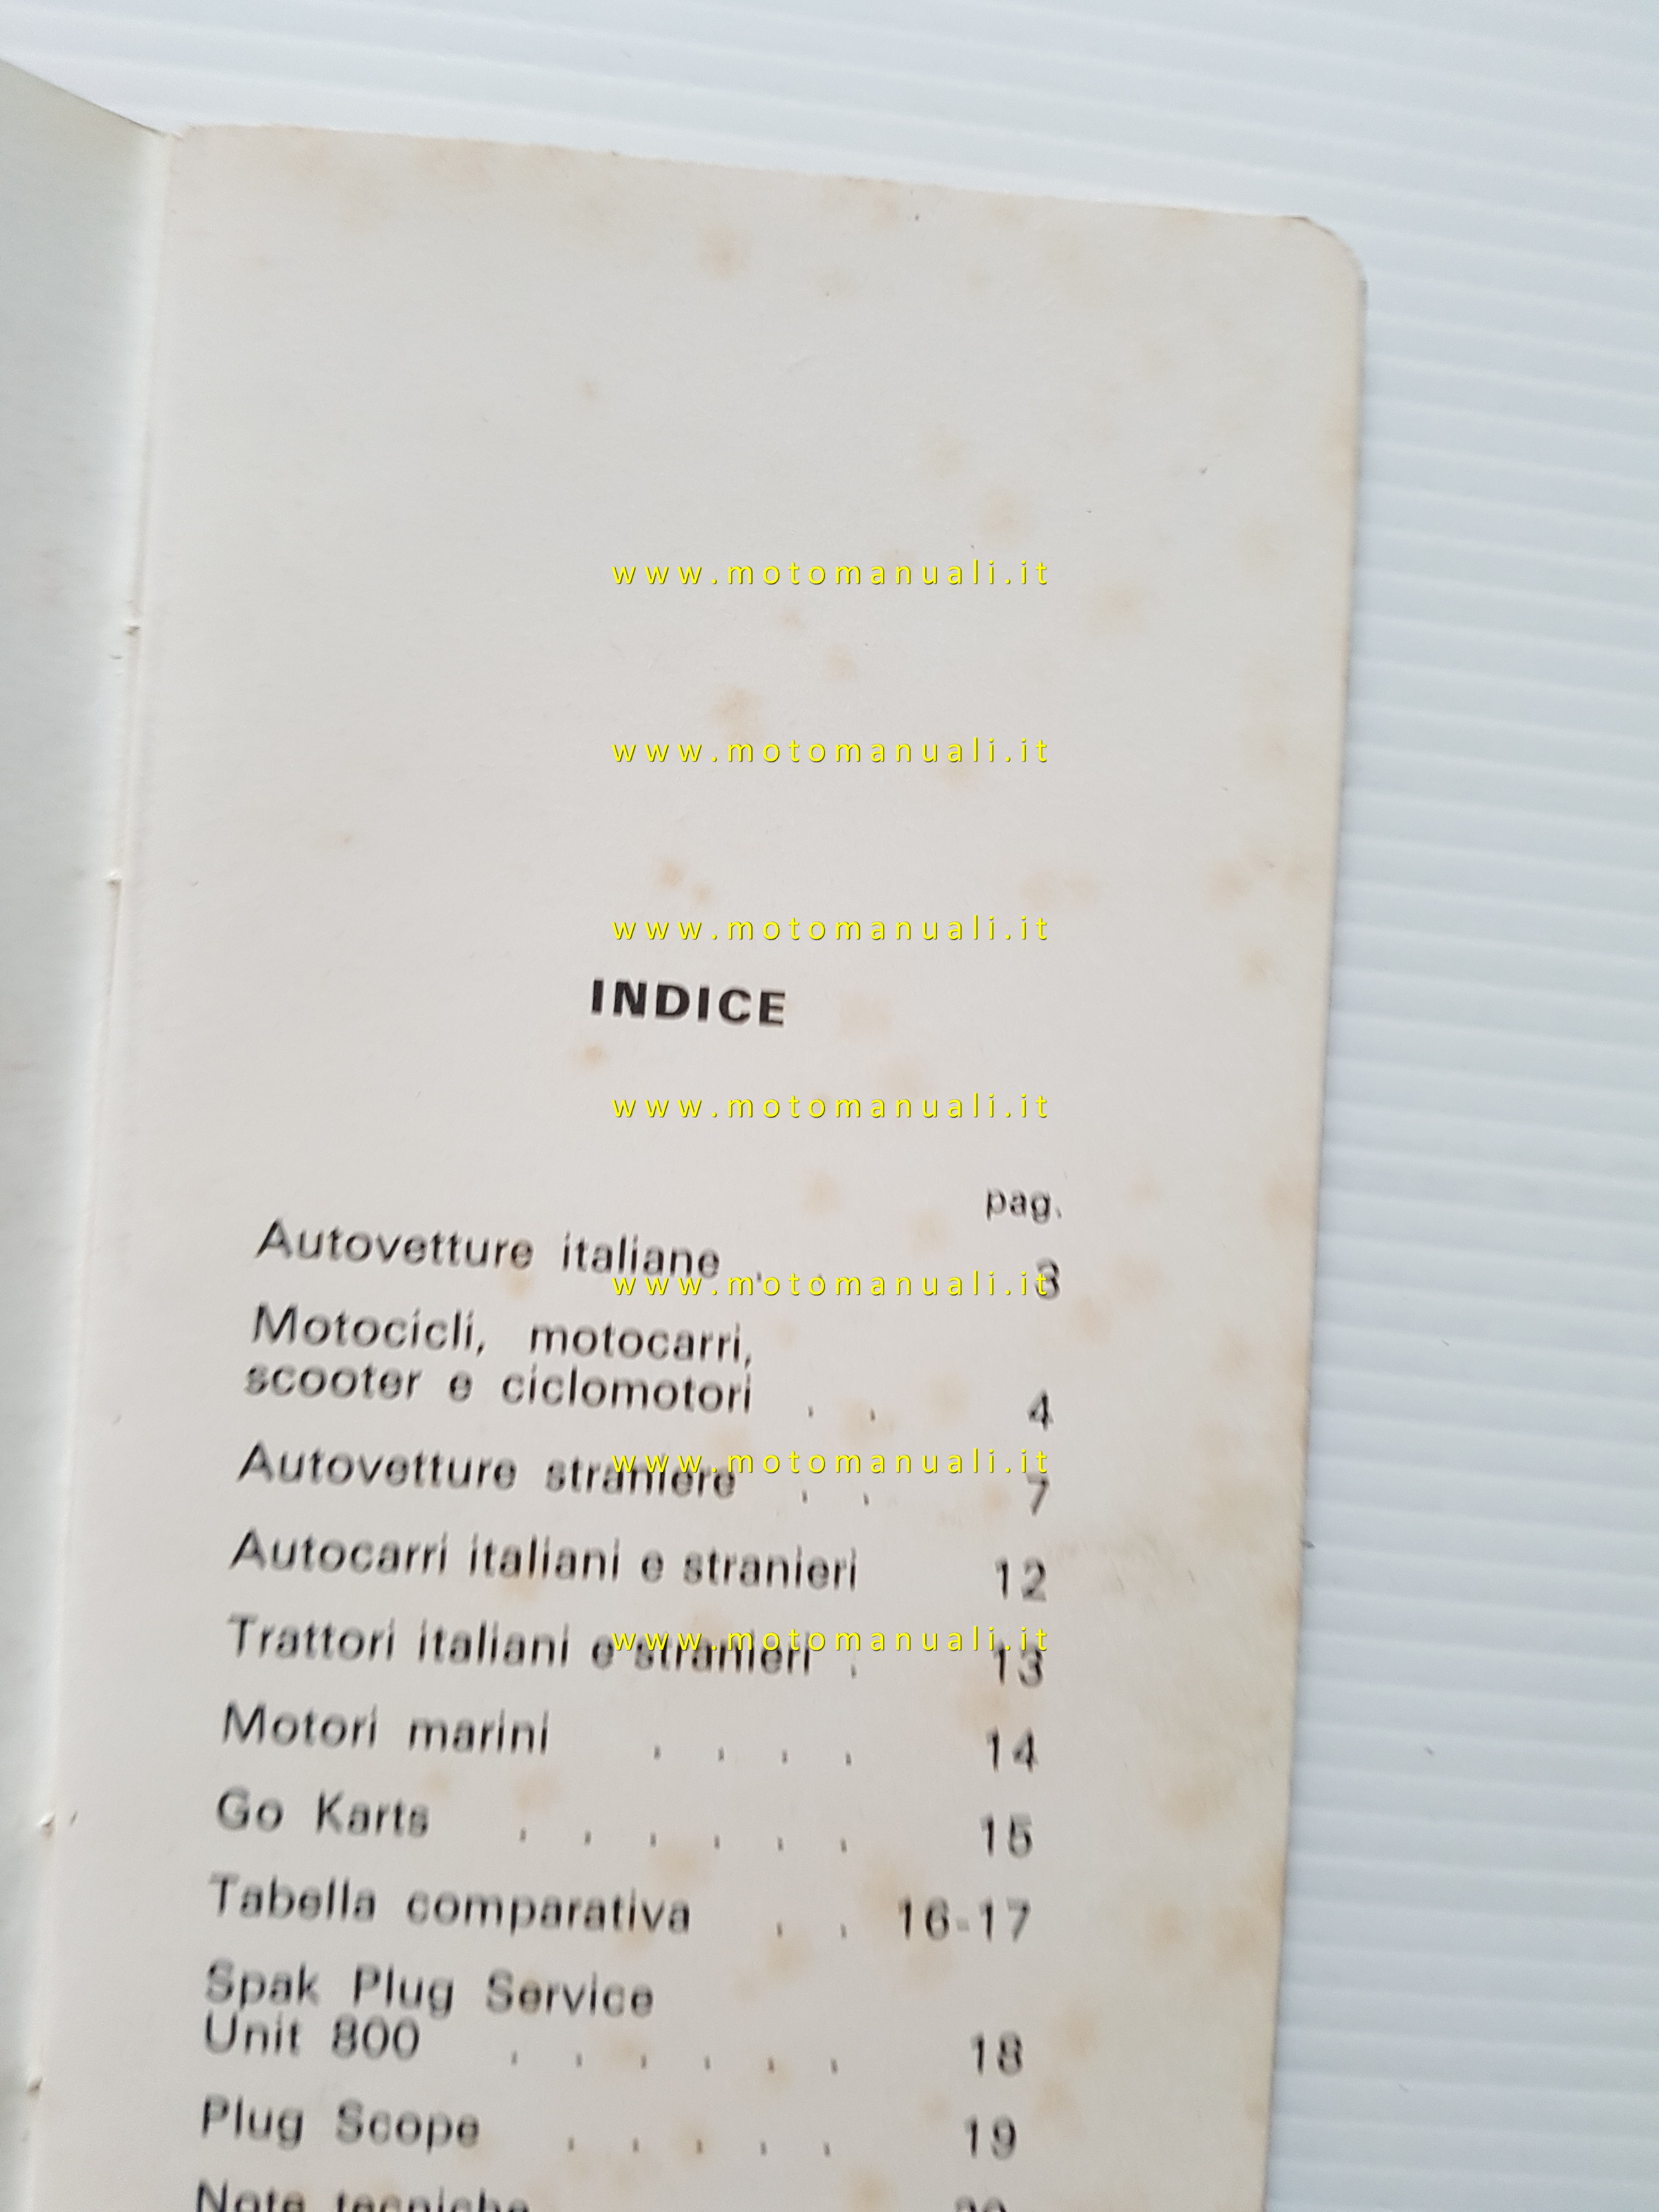 www.motomanuali.it
www.motomanuali.it
www.motomanuali.it
INDICE
www.motomanuali.it
pag.
Autovetture italiane . . 3
www.motomanuali.it
Motocicli, motocarri,
scooter e ciclomotori . . 4
www.motomanuali.it
Autovetture straniere . . 7
Autocarri italiani e stranieri 12
www.motomanuali.it
Trattori italiani e stranieri . 13
Motori marini . . . . 14
Go Karts . . . . . . 15
Tabella comparativa . . 16-17
Spak Plug Service
Unit 800 . . . . . . 18
Plug Scope . . . . . 19
Note tecniche 20